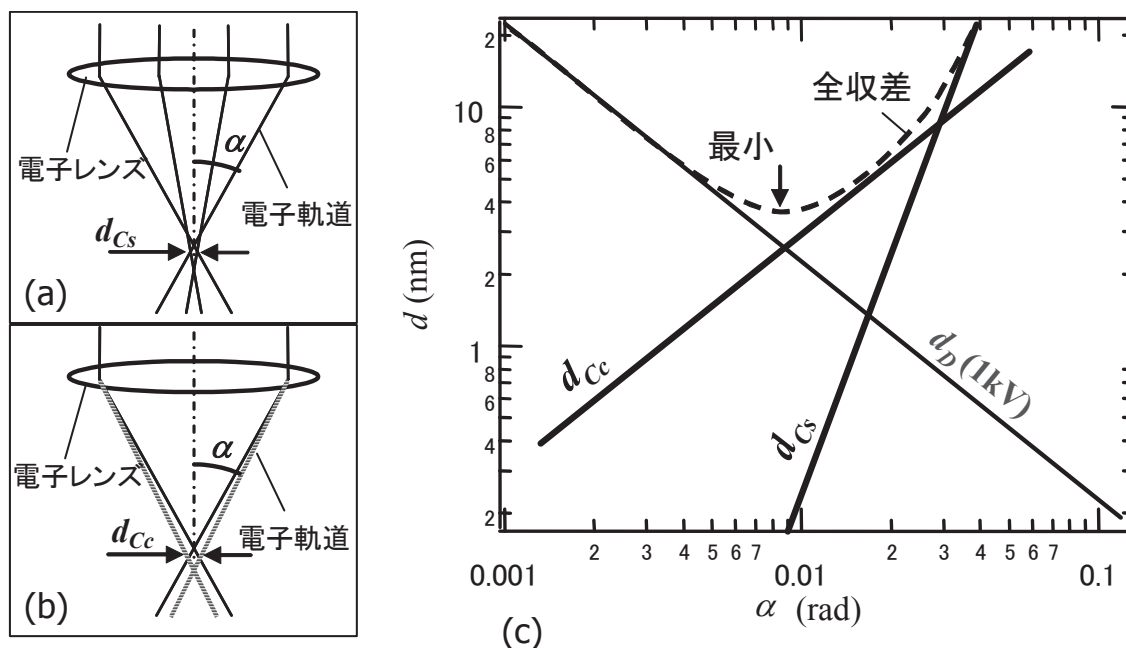 電子レンズ
α
電子軌道
dCs
(a)
電子レンズ
α
電子軌道
dCc
(b)
d (nm)
2
10
8
6
4
2
1
8
6
4
2
全収差
最小
dCc
dCs
dD(1kV)
2 3 4 5 6 7 2 3 4 5 6 7
0.001 0.01 0.1
α (rad)
(c)